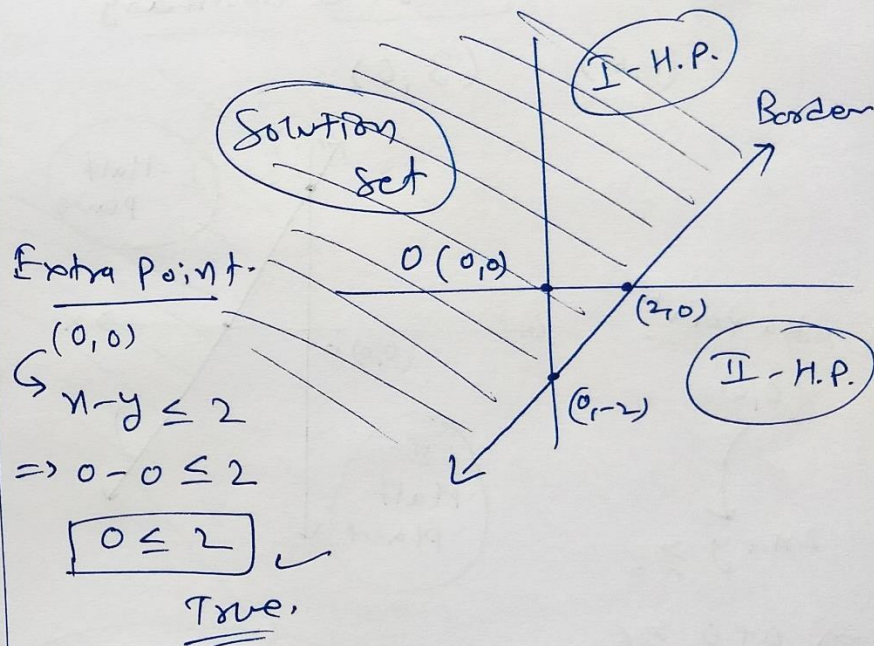 I - H.P.
Border
Solution
Set
Extra Point.
O (0,0)
(2,0)
(0,0)
II - H.P.
x-y ≤ 2
(0,-2)
=> 0-0 ≤ 2
0 ≤ 2 ✓
True.